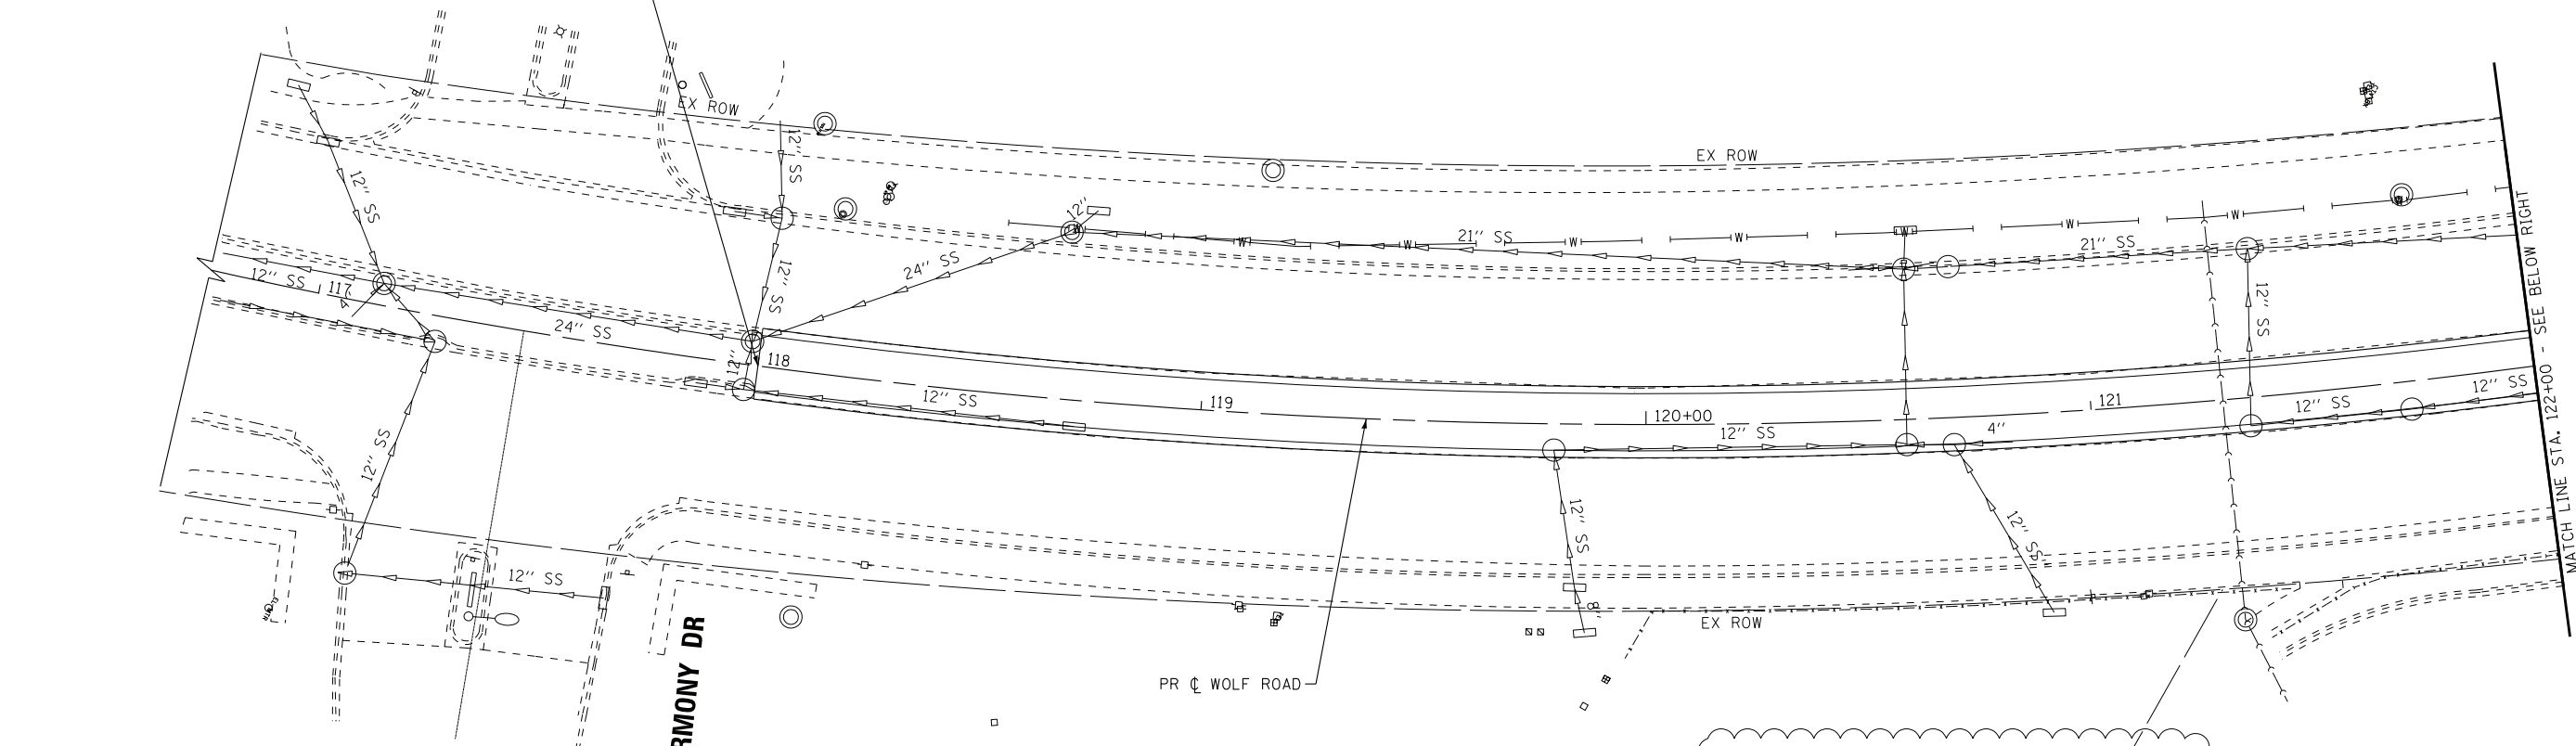 EX ROW
12" SS
EX ROW
12" SS
12"
21" SS
21" SS
W
W
W
W
W
W
W
W
24" SS
12" SS
12" SS
117
4"
24" SS
12" SS
12"
118
12" SS
119
120+00
12" SS
4"
121
12" SS
12" SS
12" SS
12" SS
12" SS
8"
12" SS
EX ROW
PR ℄ WOLF ROAD
RMONY DR
MATCH LINE STA. 122+00 - SEE BELOW RIGHT